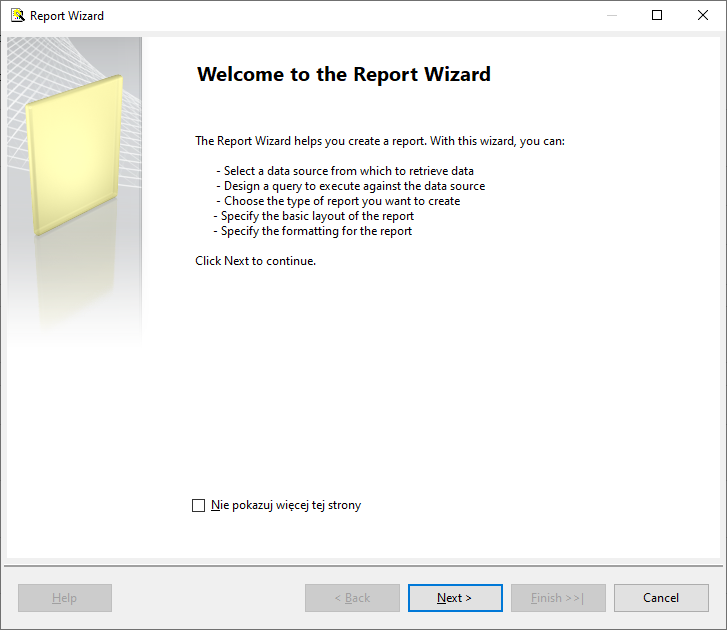 Report Wizard
Welcome to the Report Wizard
The Report Wizard helps you create a report. With this wizard, you can:
- Select a data source from which to retrieve data
- Design a query to execute against the data source
- Choose the type of report you want to create
- Specify the basic layout of the report
- Specify the formatting for the report
Click Next to continue.
Nie pokazuj więcej tej strony
Help < Back Next > Finish >>| Cancel